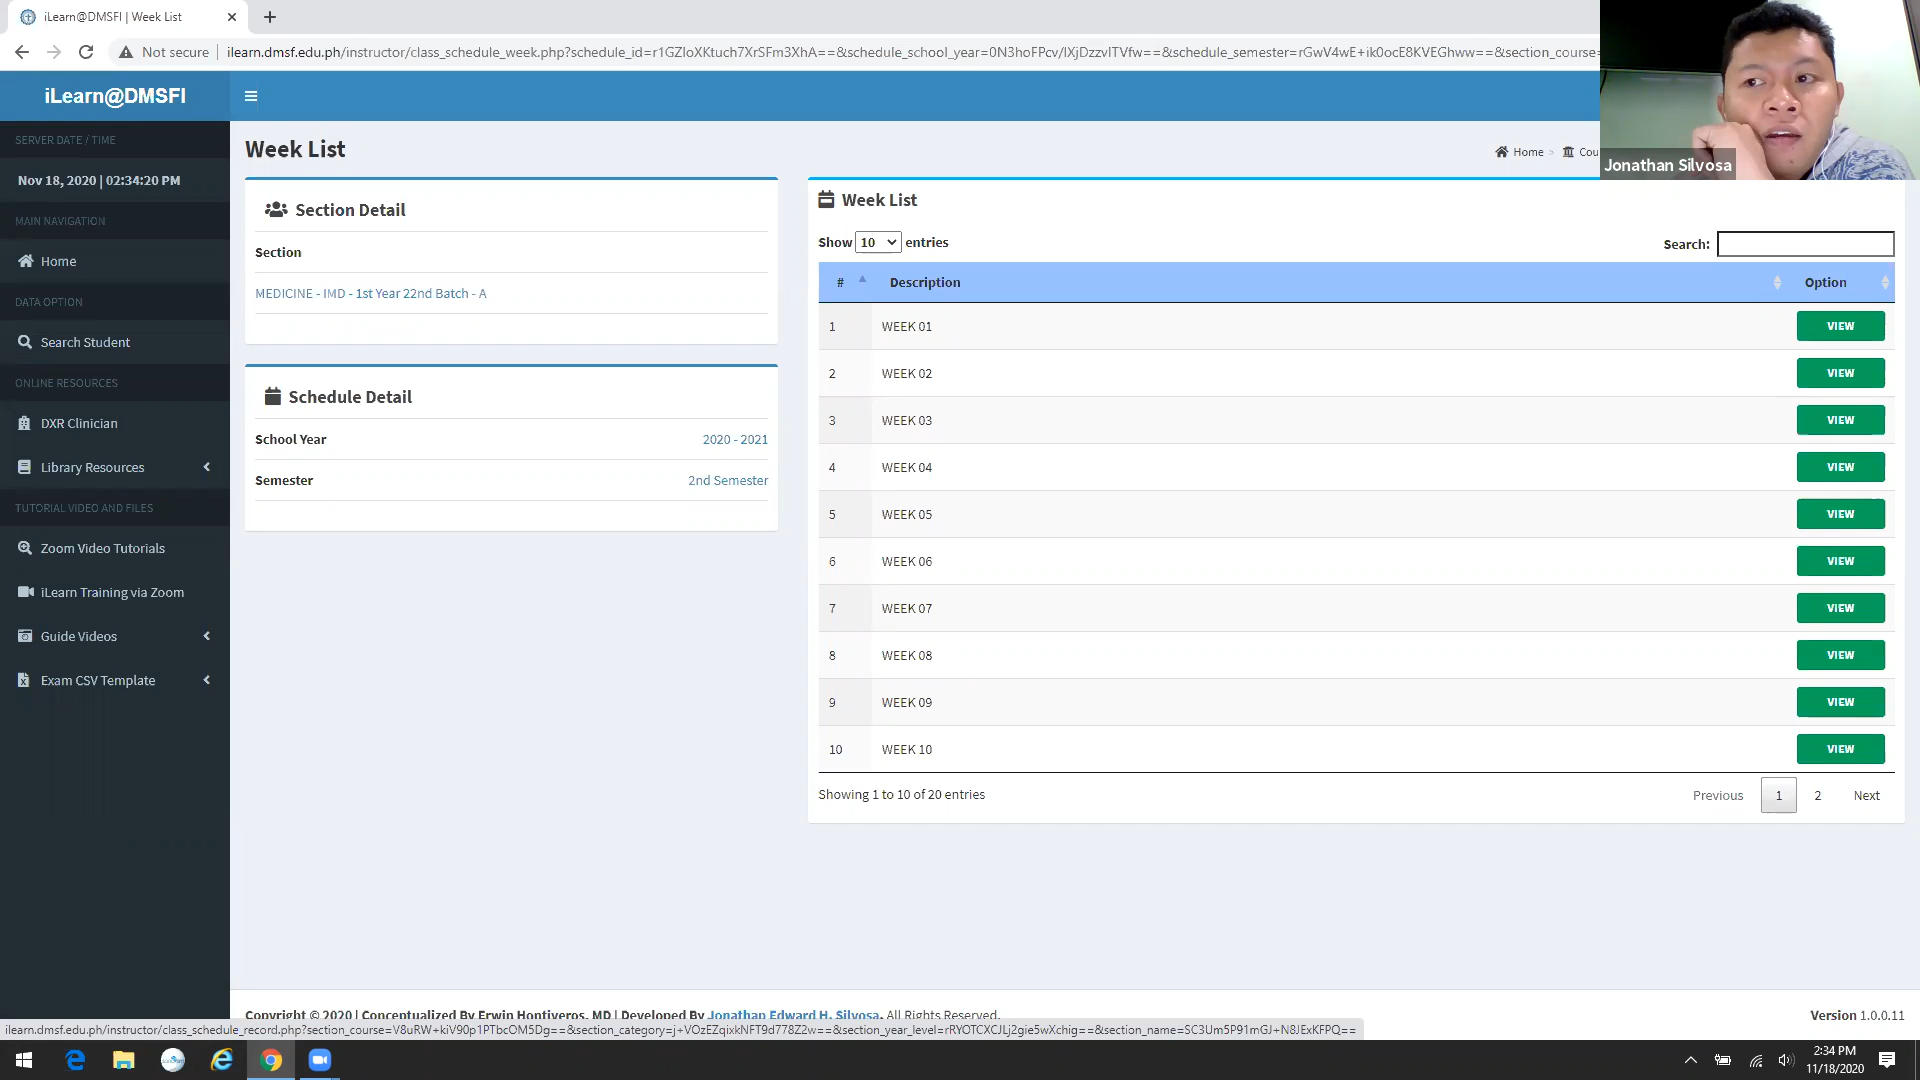 iLearn@DMSFI | Week List
Not secure
ilearn.dmsf.edu.ph/instructor/class_schedule_week.php?schedule_id=r1GZIoXKtuch7XrSFm3XhA==&schedule_school_year=0N3hoFPcv/IXjDzzvITVfw==&schedule_semester=rGwV4wE+ik0ocE8KVEGhww==&section_course=
iLearn@DMSFI
SERVER DATE / TIME
Nov 18, 2020 | 02:34:20 PM
MAIN NAVIGATION
Home
DATA OPTION
Search Student
ONLINE RESOURCES
DXR Clinician
Library Resources
TUTORIAL VIDEO AND FILES
Zoom Video Tutorials
iLearn Training via Zoom
Guide Videos
Exam CSV Template
Week List
Home > Cou
Jonathan Silvosa
Section Detail
Section
MEDICINE - IMD - 1st Year 22nd Batch - A
Schedule Detail
School Year 2020 - 2021
Semester 2nd Semester
Week List
Show 10 entries
Search:
# Description Option
1 WEEK 01 VIEW
2 WEEK 02 VIEW
3 WEEK 03 VIEW
4 WEEK 04 VIEW
5 WEEK 05 VIEW
6 WEEK 06 VIEW
7 WEEK 07 VIEW
8 WEEK 08 VIEW
9 WEEK 09 VIEW
10 WEEK 10 VIEW
Showing 1 to 10 of 20 entries
Previous 1 2 Next
Copyright © 2020 | Conceptualized By Erwin Hontiveros, MD | Developed By Jonathan Edward H. Silvosa. All Rights Reserved.
Version 1.0.0.11
ilearn.dmsf.edu.ph/instructor/class_schedule_record.php?section_course=V8uRW+kiV90p1PTbcOM5Dg==&section_category=j+VOzEZqixkNFT9d778Z2w==&section_year_level=rRYOTCXCJLj2gie5wXchig==&section_name=SC3Um5P91mGJ+N8JExKFPQ==
2:34 PM
11/18/2020